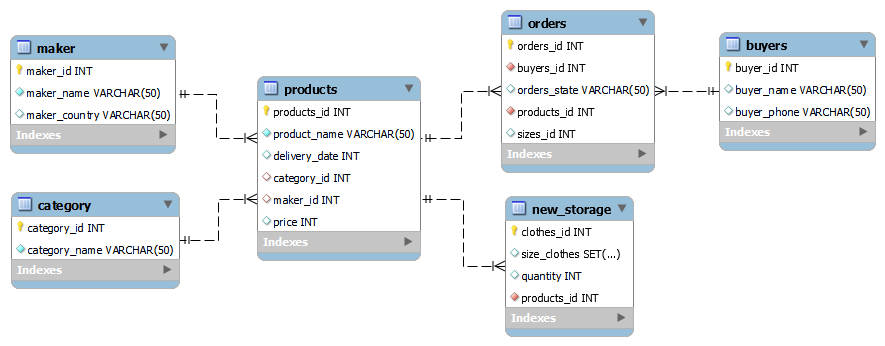 maker
maker_id INT
maker_name VARCHAR(50)
maker_country VARCHAR(50)
Indexes
category
category_id INT
category_name VARCHAR(50)
Indexes
products
products_id INT
product_name VARCHAR(50)
delivery_date INT
category_id INT
maker_id INT
price INT
Indexes
orders
orders_id INT
buyers_id INT
orders_state VARCHAR(50)
products_id INT
sizes_id INT
Indexes
new_storage
clothes_id INT
size_clothes SET(...)
quantity INT
products_id INT
Indexes
buyers
buyer_id INT
buyer_name VARCHAR(50)
buyer_phone VARCHAR(50)
Indexes